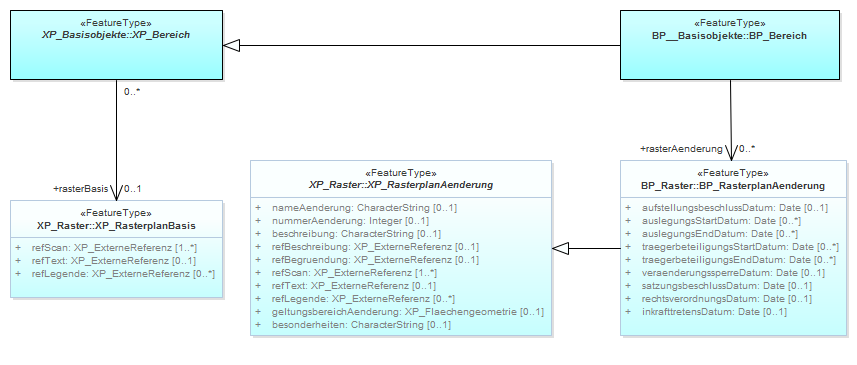 «FeatureType»
XP_Basisobjekte::XP_Bereich
«FeatureType»
BP__Basisobjekte::BP_Bereich
0..*
+rasterBasis
0..1
+rasterAenderung
0..*
«FeatureType»
XP_Raster::XP_RasterplanBasis
+ refScan: XP_ExterneReferenz [1..*]
+ refText: XP_ExterneReferenz [0..1]
+ refLegende: XP_ExterneReferenz [0..*]
«FeatureType»
XP_Raster::XP_RasterplanAenderung
+ nameAenderung: CharacterString [0..1]
+ nummerAenderung: Integer [0..1]
+ beschreibung: CharacterString [0..1]
+ refBeschreibung: XP_ExterneReferenz [0..1]
+ refBegruendung: XP_ExterneReferenz [0..1]
+ refScan: XP_ExterneReferenz [1..*]
+ refText: XP_ExterneReferenz [0..1]
+ refLegende: XP_ExterneReferenz [0..*]
+ geltungsbereichAenderung: XP_Flaechengeometrie [0..1]
+ besonderheiten: CharacterString [0..1]
«FeatureType»
BP_Raster::BP_RasterplanAenderung
+ aufstellungsbeschlussDatum: Date [0..1]
+ auslegungsStartDatum: Date [0..*]
+ auslegungsEndDatum: Date [0..*]
+ traegerbeteiligungsStartDatum: Date [0..*]
+ traegerbeteiligungsEndDatum: Date [0..*]
+ veraenderungssperreDatum: Date [0..1]
+ satzungsbeschlussDatum: Date [0..1]
+ rechtsverordnungsDatum: Date [0..1]
+ inkrafttretensDatum: Date [0..1]